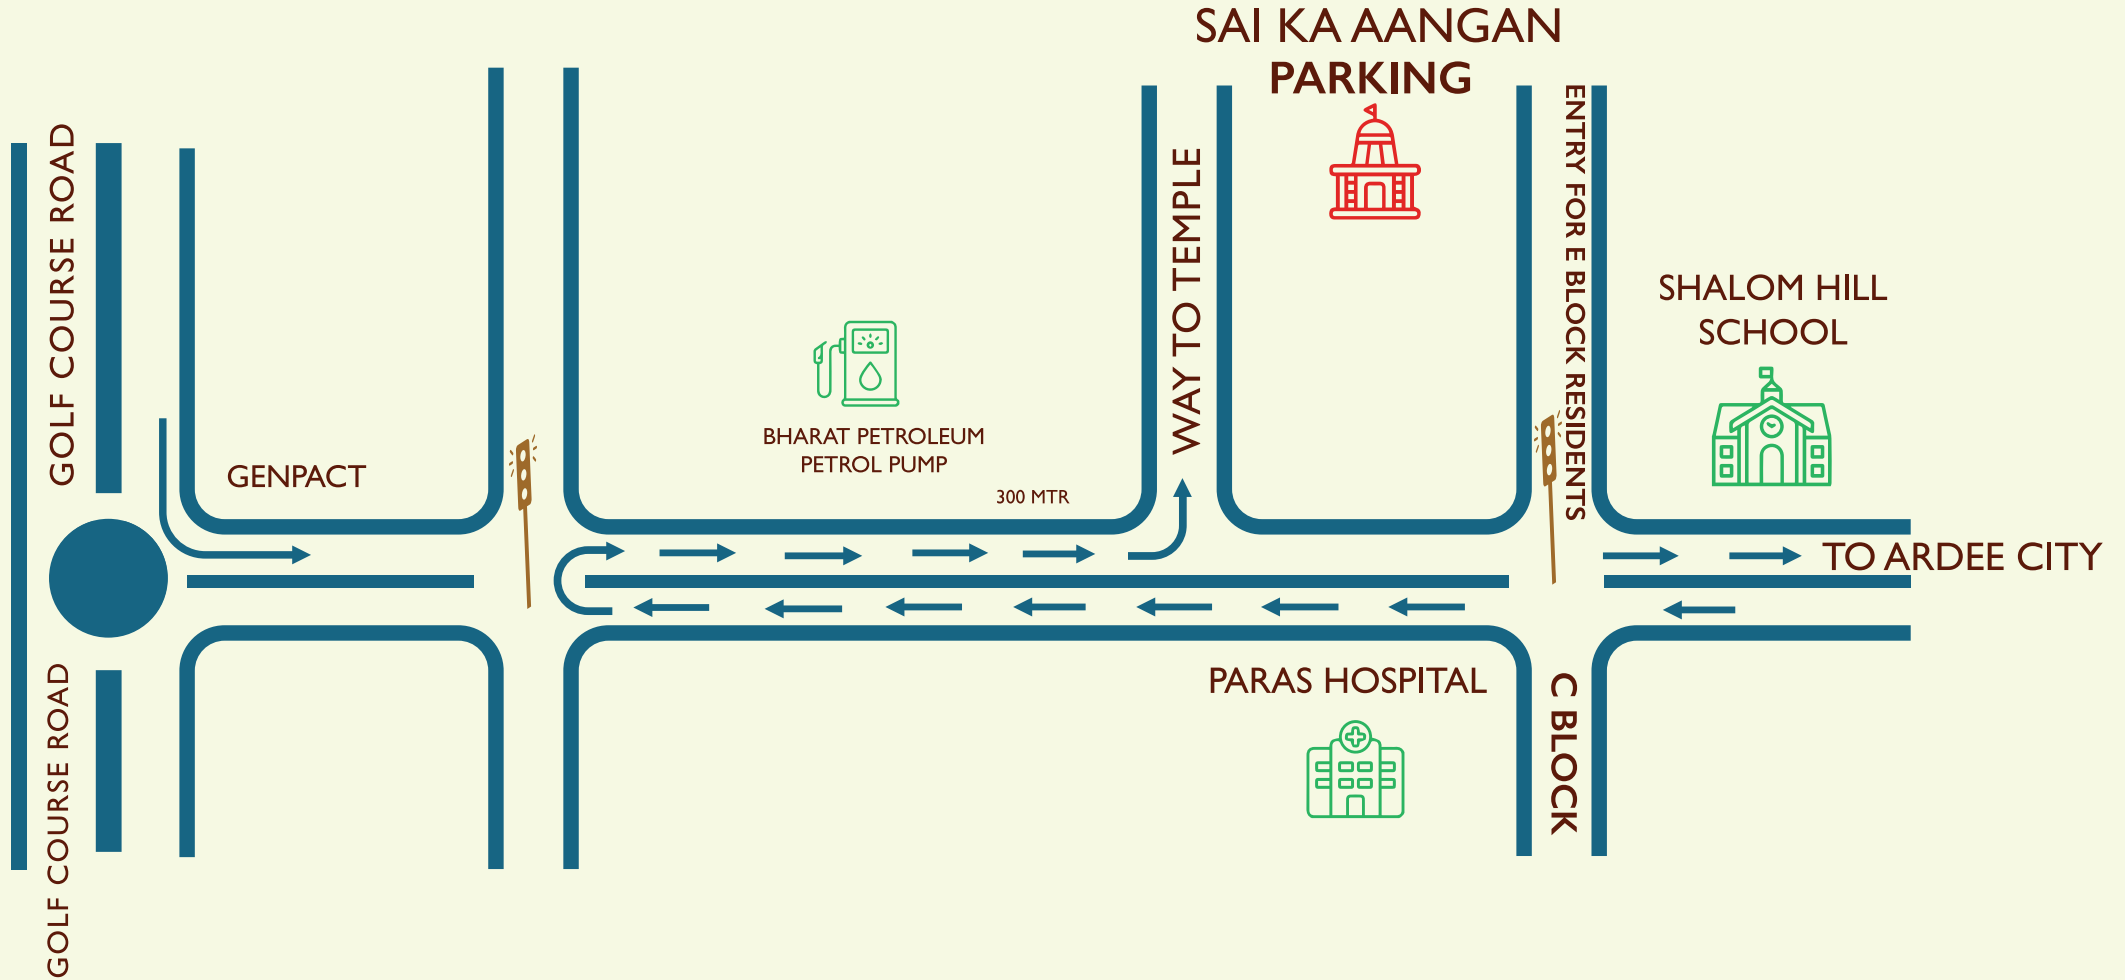 SAI KA AANGAN
PARKING
GOLF COURSE ROAD
GENPACT
BHARAT PETROLEUM
PETROL PUMP
300 MTR
WAY TO TEMPLE
ENTRY FOR E BLOCK RESIDENTS
SHALOM HILL
SCHOOL
TO ARDEE CITY
GOLF COURSE ROAD
PARAS HOSPITAL
C BLOCK